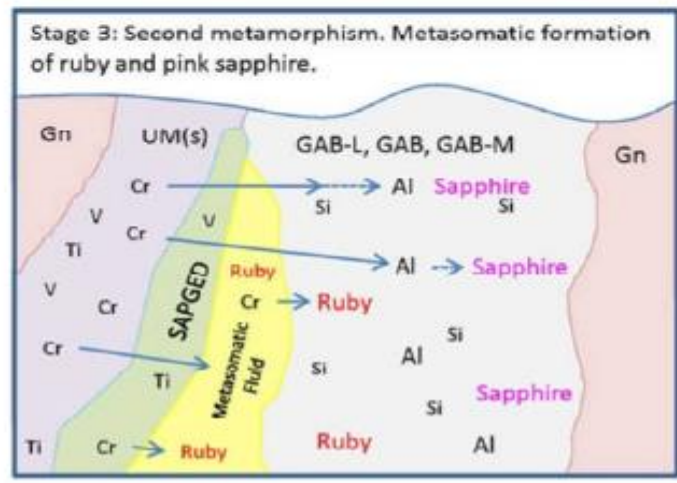 Stage 3: Second metamorphism. Metasomatic formation
of ruby and pink sapphire.
Gn
UM(s)
GAB-L, GAB, GAB-M
Gn
Cr
Al
Sapphire
Si
Si
V
V
Cr
Ti
Al
Sapphire
Ruby
V
Cr
Ruby
Cr
SAPGED
Metasomatic
Fluid
Cr
Si
Si
Al
Ti
Si
Sapphire
Ti
Cr
Ruby
Ruby
Al